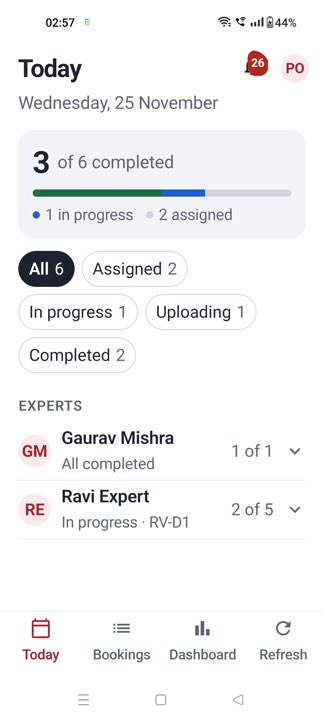 02:57 44%
26
Today PO
Wednesday, 25 November
3 of 6 completed
1 in progress 2 assigned
All 6 Assigned 2
In progress 1 Uploading 1
Completed 2
EXPERTS
GM Gaurav Mishra 1 of 1
All completed
RE Ravi Expert 2 of 5
In progress · RV-D1
Today Bookings Dashboard Refresh